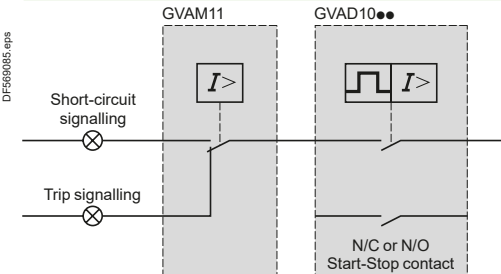 GVAM11
GVAD10●●
DF569085.eps
I>
I>
Short-circuit
signalling
Trip signalling
N/C or N/O
Start-Stop contact